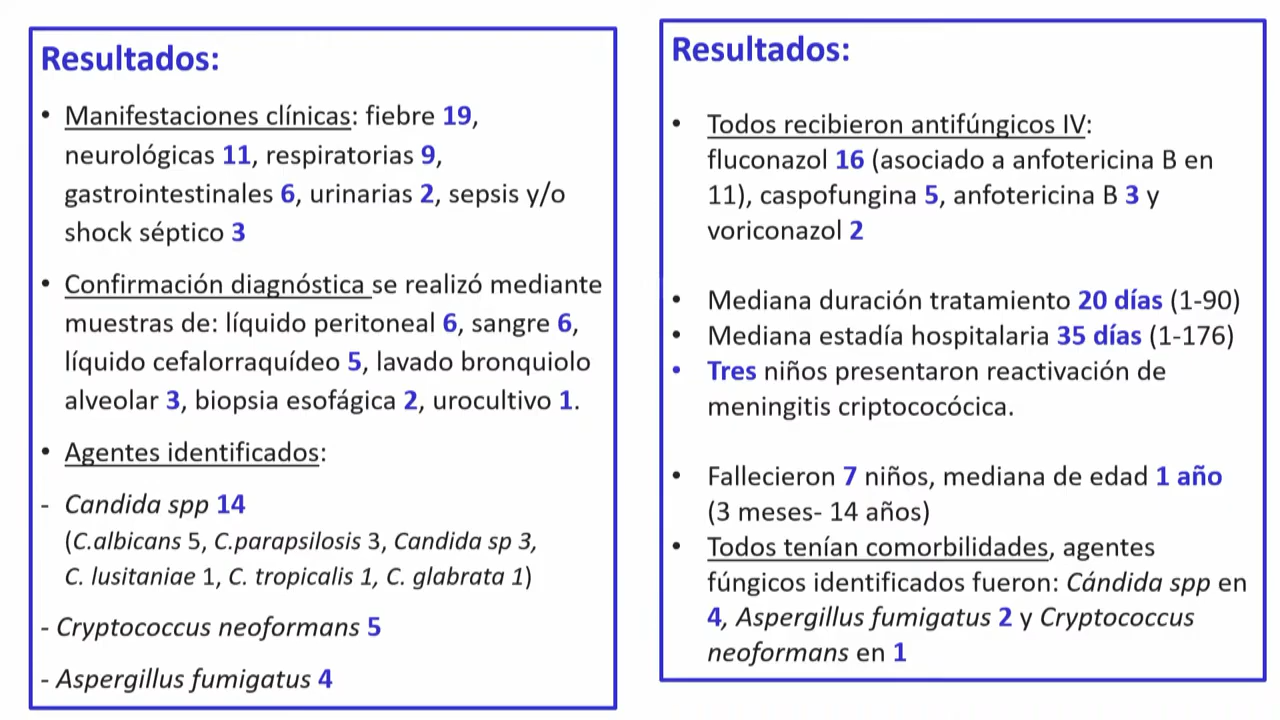 Resultados:
• Manifestaciones clínicas: fiebre 19,
neurológicas 11, respiratorias 9,
gastrointestinales 6, urinarias 2, sepsis y/o
shock séptico 3
• Confirmación diagnóstica se realizó mediante
muestras de: líquido peritoneal 6, sangre 6,
líquido cefalorraquídeo 5, lavado bronquiolo
alveolar 3, biopsia esofágica 2, urocultivo 1.
• Agentes identificados:
- Candida spp 14
(C.albicans 5, C.parapsilosis 3, Candida sp 3,
C. lusitaniae 1, C. tropicalis 1, C. glabrata 1)
- Cryptococcus neoformans 5
- Aspergillus fumigatus 4
Resultados:
• Todos recibieron antifúngicos IV:
fluconazol 16 (asociado a anfotericina B en
11), caspofungina 5, anfotericina B 3 y
voriconazol 2
• Mediana duración tratamiento 20 días (1-90)
• Mediana estadía hospitalaria 35 días (1-176)
• Tres niños presentaron reactivación de
meningitis criptocócica.
• Fallecieron 7 niños, mediana de edad 1 año
(3 meses- 14 años)
• Todos tenían comorbilidades, agentes
fúngicos identificados fueron: Cándida spp en
4, Aspergillus fumigatus 2 y Cryptococcus
neoformans en 1